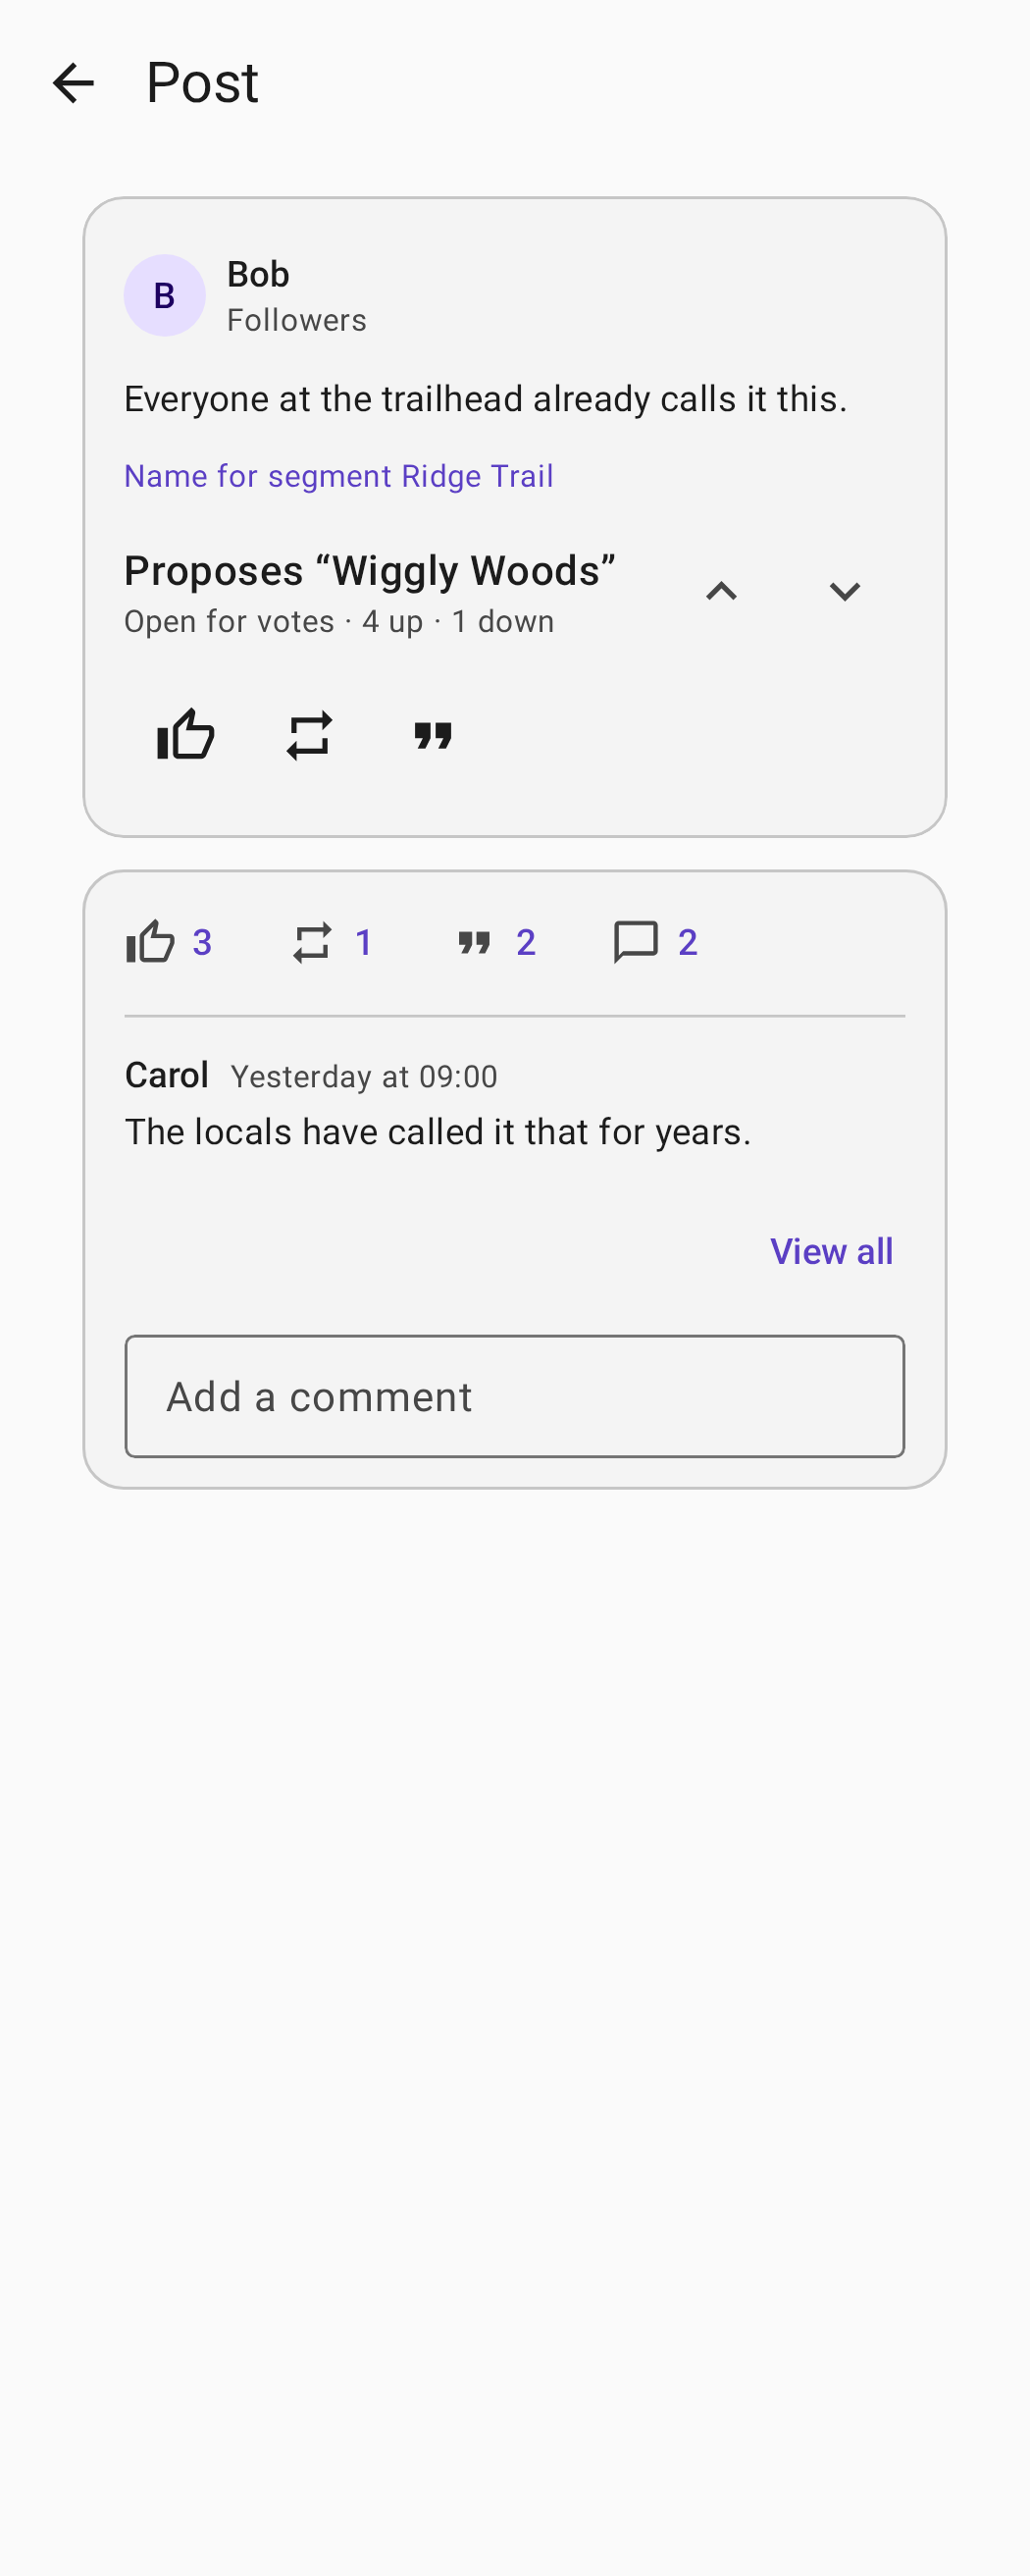 Post
B
Bob
Followers
Everyone at the trailhead already calls it this.
Name for segment Ridge Trail
Proposes “Wiggly Woods”
Open for votes · 4 up · 1 down
3 1 2 2
Carol Yesterday at 09:00
The locals have called it that for years.
View all
Add a comment